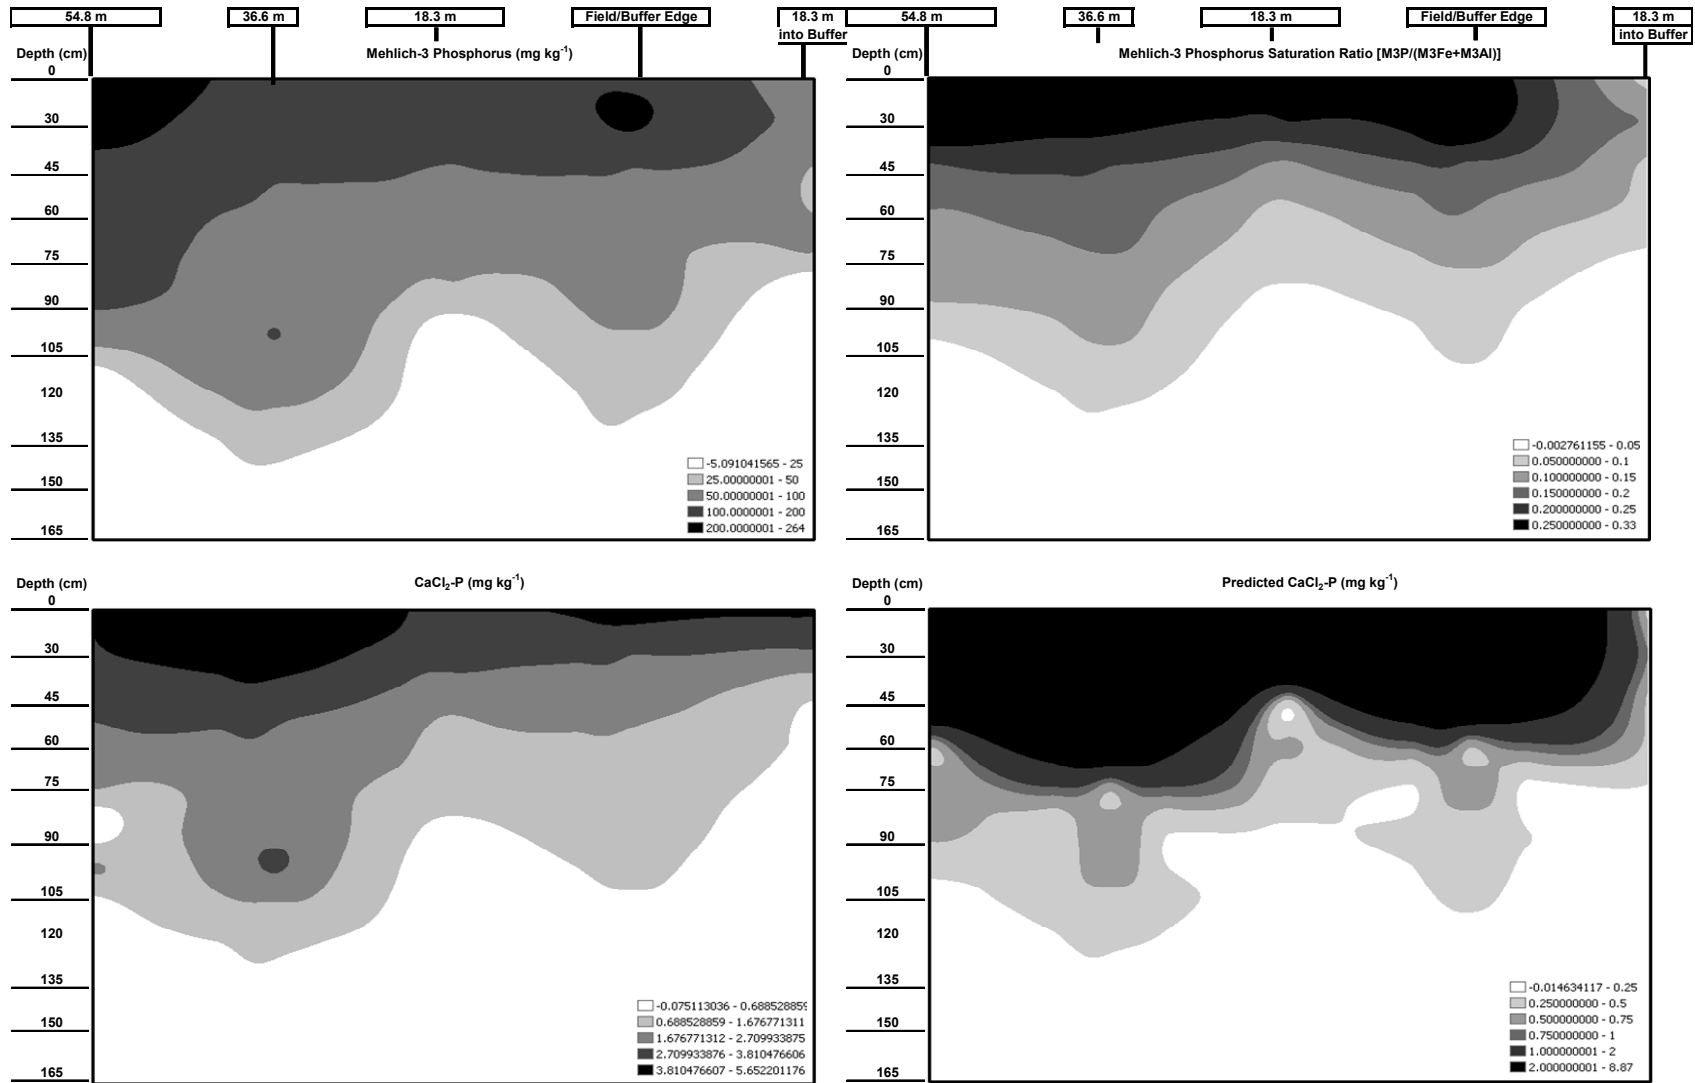 54.8 m 36.6 m 18.3 m Field/Buffer Edge 18.3 m 54.8 m 36.6 m 18.3 m Field/Buffer Edge 18.3 m
into Buffer into Buffer
Depth (cm) Mehlich-3 Phosphorus (mg kg-1)
0
30
45
60
75
90
105
120
135
150
165
-5.091041565 - 25
25.00000001 - 50
50.00000001 - 100
100.0000001 - 200
200.0000001 - 264
Depth (cm) Mehlich-3 Phosphorus Saturation Ratio [M3P/(M3Fe+M3Al)]
0
30
45
60
75
90
105
120
135
150
165
-0.002761155 - 0.05
0.050000000 - 0.1
0.100000000 - 0.15
0.150000000 - 0.2
0.200000000 - 0.25
0.250000000 - 0.33
Depth (cm) CaCl2-P (mg kg-1)
0
30
45
60
75
90
105
120
135
150
165
-0.075113036 - 0.688528859
0.688528859 - 1.676771311
1.676771312 - 2.709933875
2.709933876 - 3.810476606
3.810476607 - 5.652201176
Depth (cm) Predicted CaCl2-P (mg kg-1)
0
30
45
60
75
90
105
120
135
150
165
-0.014634117 - 0.25
0.250000000 - 0.5
0.500000000 - 0.75
0.750000000 - 1
1.000000001 - 2
2.000000001 - 8.87